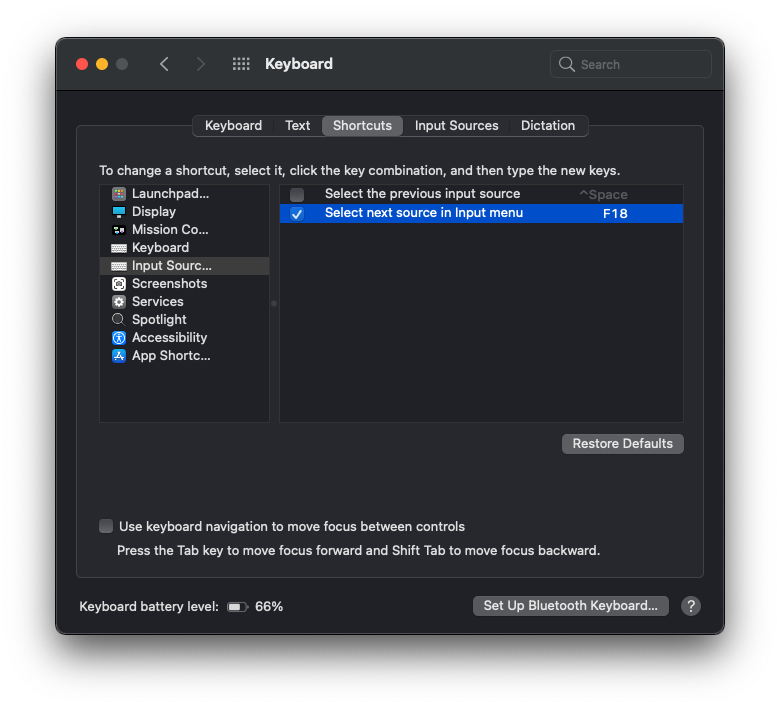 Keyboard
Search
Keyboard Text Shortcuts Input Sources Dictation
To change a shortcut, select it, click the key combination, and then type the new keys.
Launchpad...
Display
Mission Co...
Keyboard
Input Sourc...
Screenshots
Services
Spotlight
Accessibility
App Shortc...
Select the previous input source ^Space
Select next source in Input menu F18
Restore Defaults
Use keyboard navigation to move focus between controls
Press the Tab key to move focus forward and Shift Tab to move focus backward.
Keyboard battery level: 66%
Set Up Bluetooth Keyboard... ?